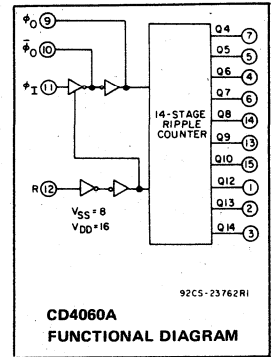 φO 9
φ̄O 10
φI 11
R 12
VSS = 8
VDD = 16
14-STAGE
RIPPLE
COUNTER
Q4 7
Q5 5
Q6 4
Q7 6
Q8 14
Q9 13
Q10 15
Q12 1
Q13 2
Q14 3
92CS-23762R1
CD4060A
FUNCTIONAL DIAGRAM